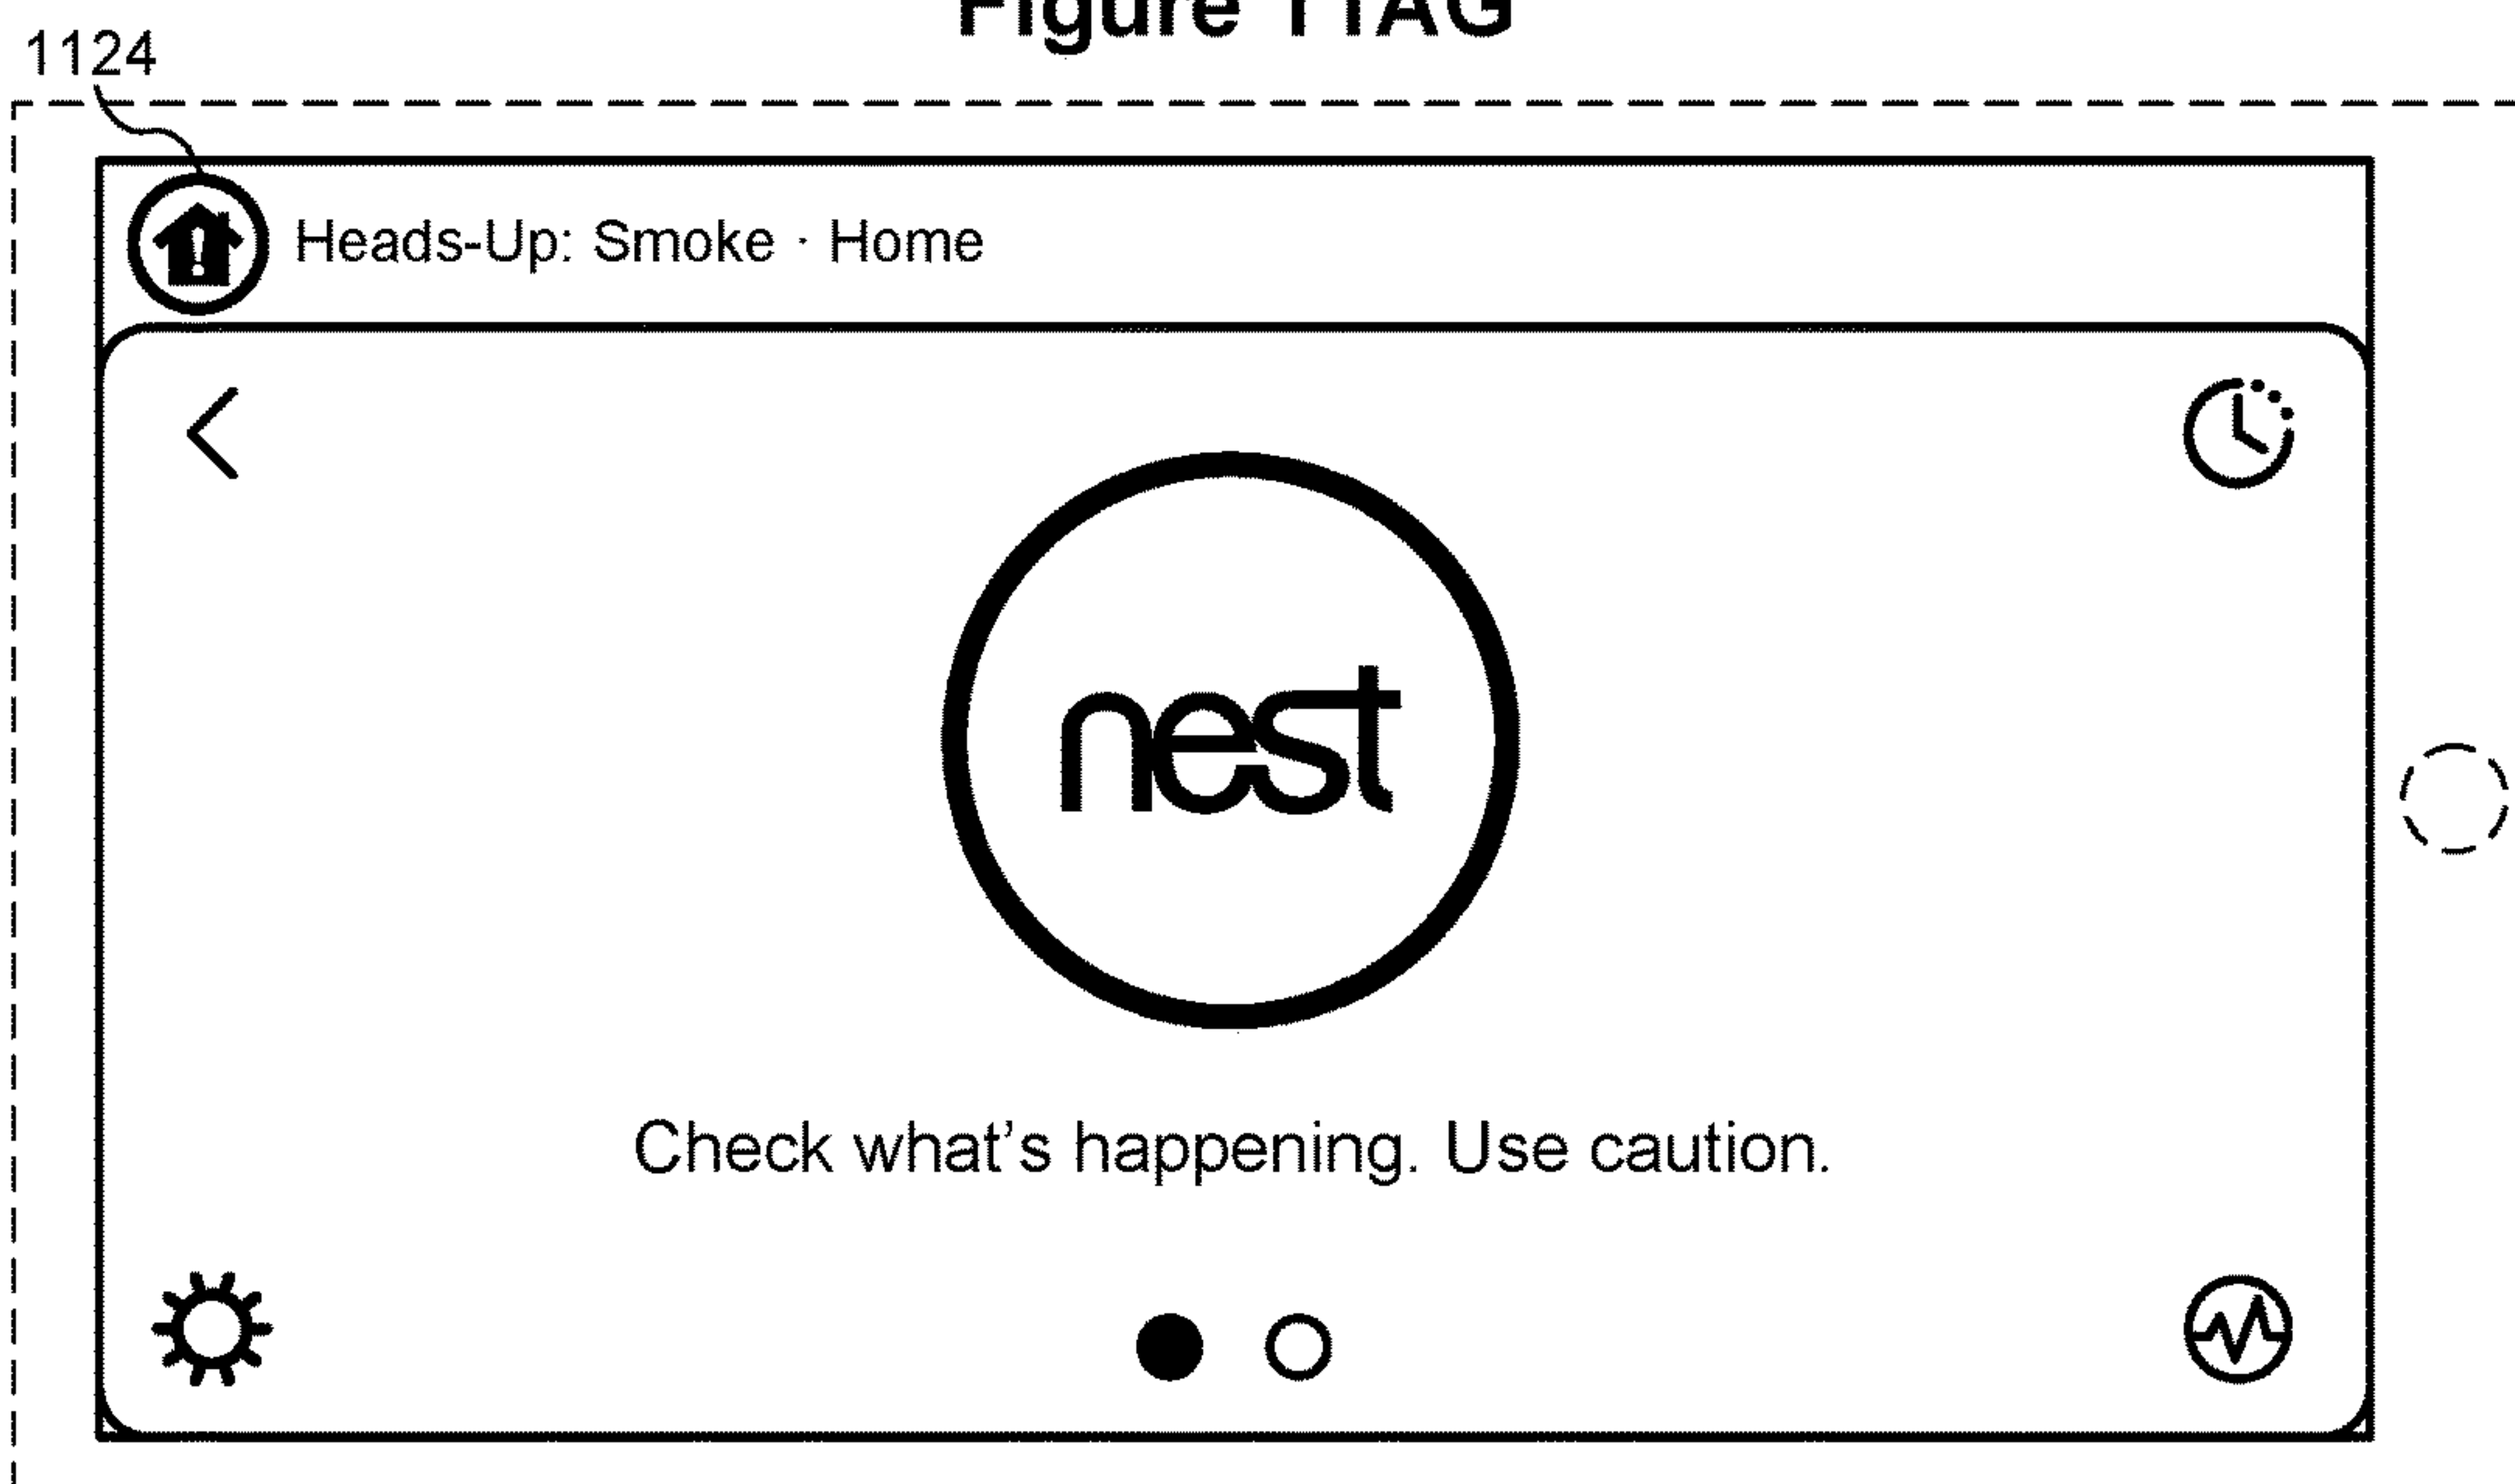 Figure 11AG
1124
Heads-Up: Smoke · Home
nest
Check what's happening. Use caution.